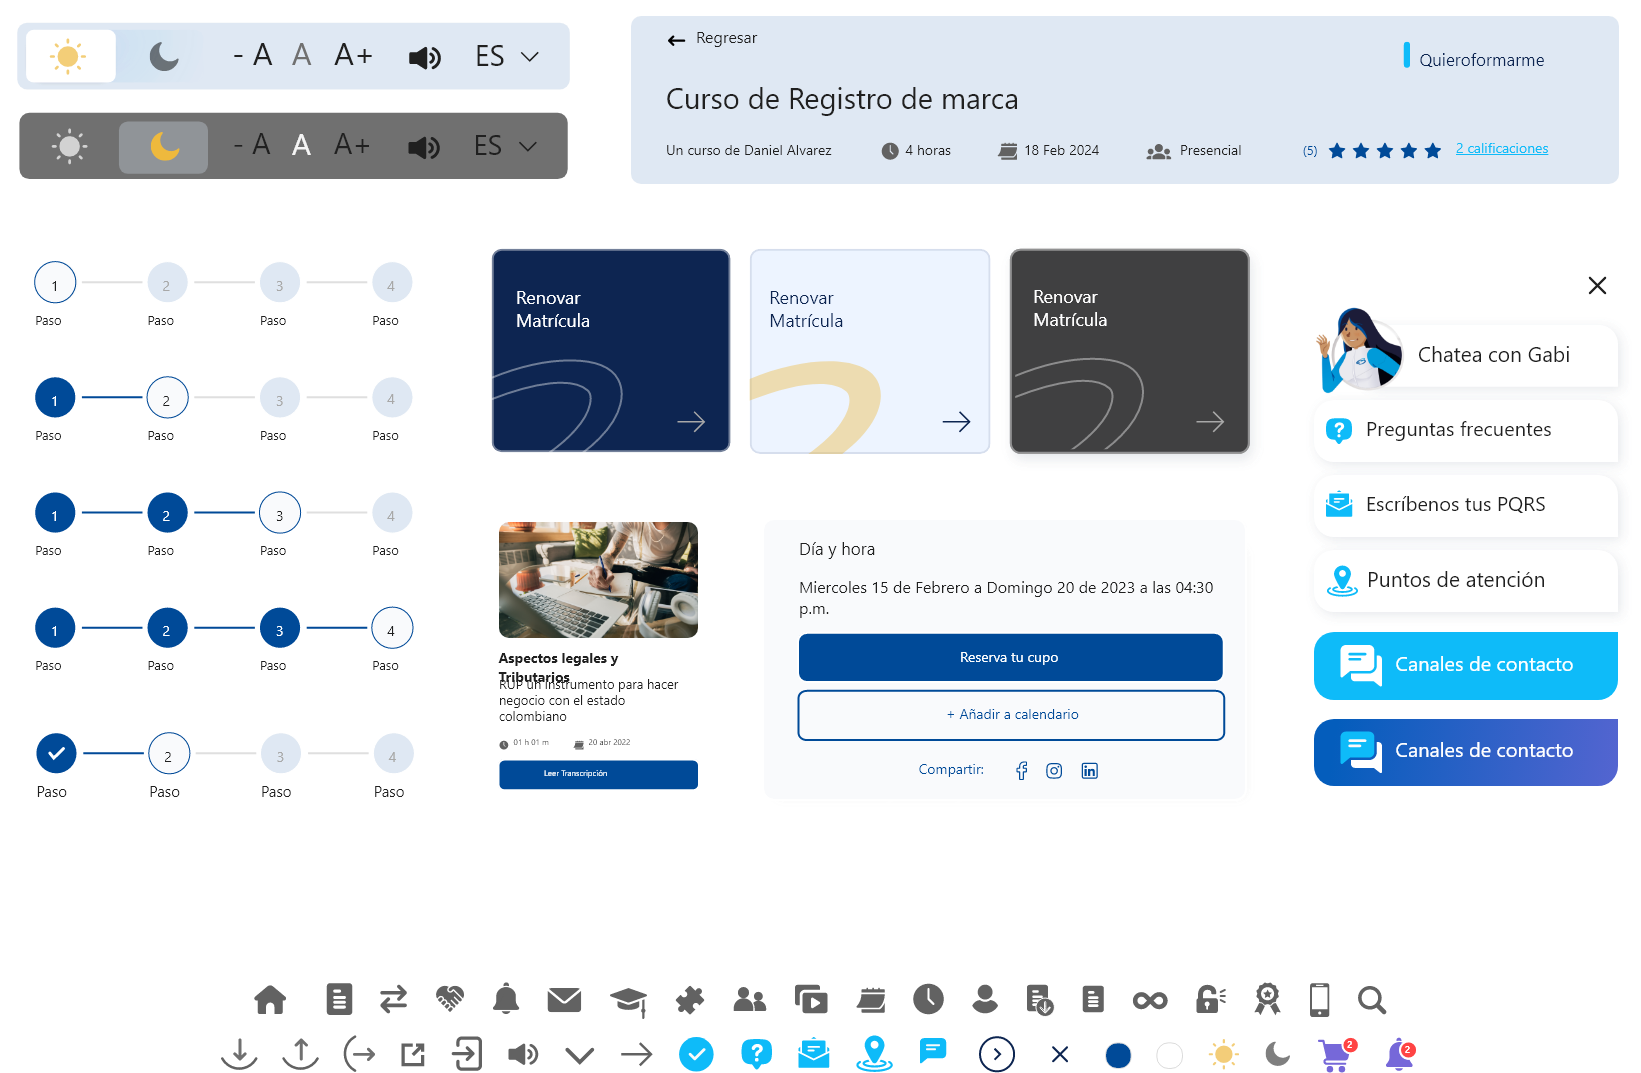 - A A A+ ES
- A A A+ ES
Regresar
Quieroformarme
Curso de Registro de marca
Un curso de Daniel Alvarez 4 horas 18 Feb 2024 Presencial (5) 2 calificaciones
1 2 3 4
Paso Paso Paso Paso
1 2 3 4
Paso Paso Paso Paso
1 2 3 4
Paso Paso Paso Paso
1 2 3 4
Paso Paso Paso Paso
2 3 4
Paso Paso Paso Paso
Renovar
Matrícula
Renovar
Matrícula
Renovar
Matrícula
Aspectos legales y
Tributarios
RUP un instrumento para hacer
negocio con el estado
colombiano
01 h 01 m 20 abr 2022
Leer Transcripción
Día y hora
Miercoles 15 de Febrero a Domingo 20 de 2023 a las 04:30
p.m.
Reserva tu cupo
+ Añadir a calendario
Compartir:
Chatea con Gabi
Preguntas frecuentes
Escríbenos tus PQRS
Puntos de atención
Canales de contacto
Canales de contacto
2 2